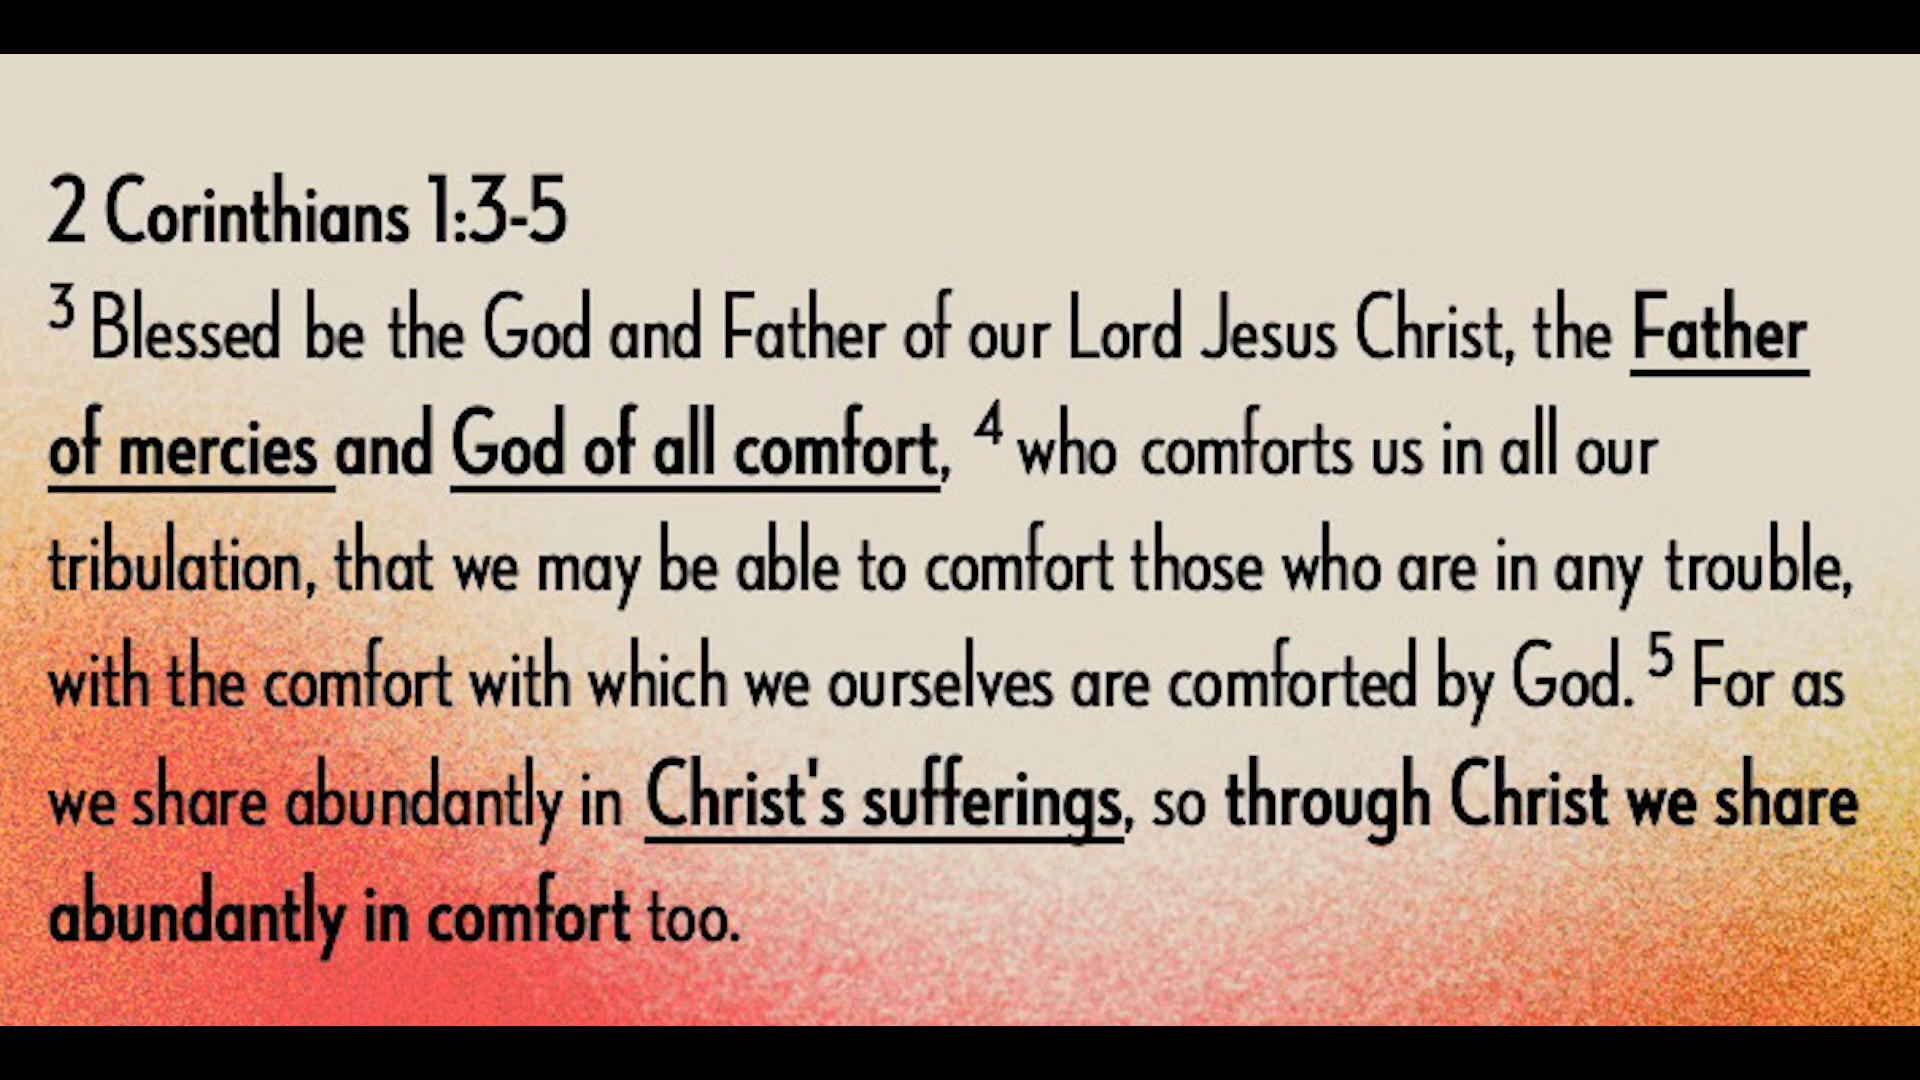 2 Corinthians 1:3-5
3 Blessed be the God and Father of our Lord Jesus Christ, the Father
of mercies and God of all comfort, 4 who comforts us in all our
tribulation, that we may be able to comfort those who are in any trouble,
with the comfort with which we ourselves are comforted by God. 5 For as
we share abundantly in Christ's sufferings, so through Christ we share
abundantly in comfort too.